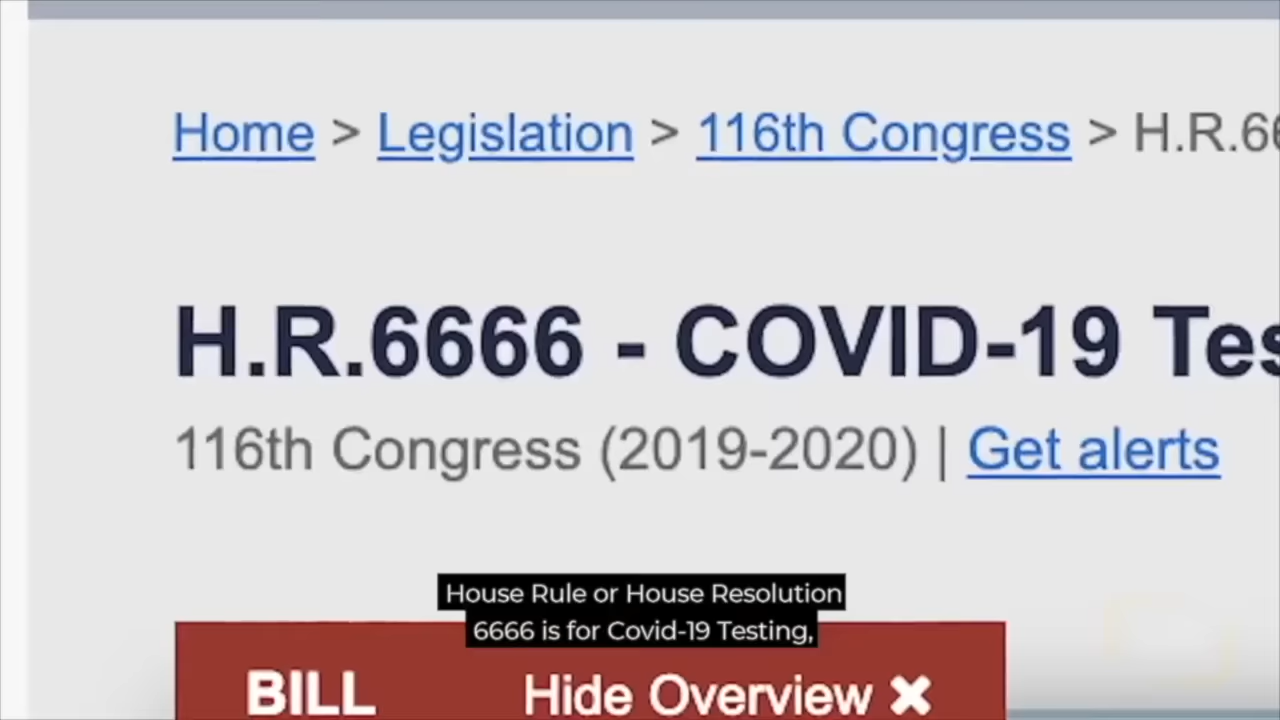 Home > Legislation > 116th Congress > H.R.66
H.R.6666 - COVID-19 Tes
116th Congress (2019-2020) | Get alerts
House Rule or House Resolution
6666 is for Covid-19 Testing,
BILL Hide Overview ✖